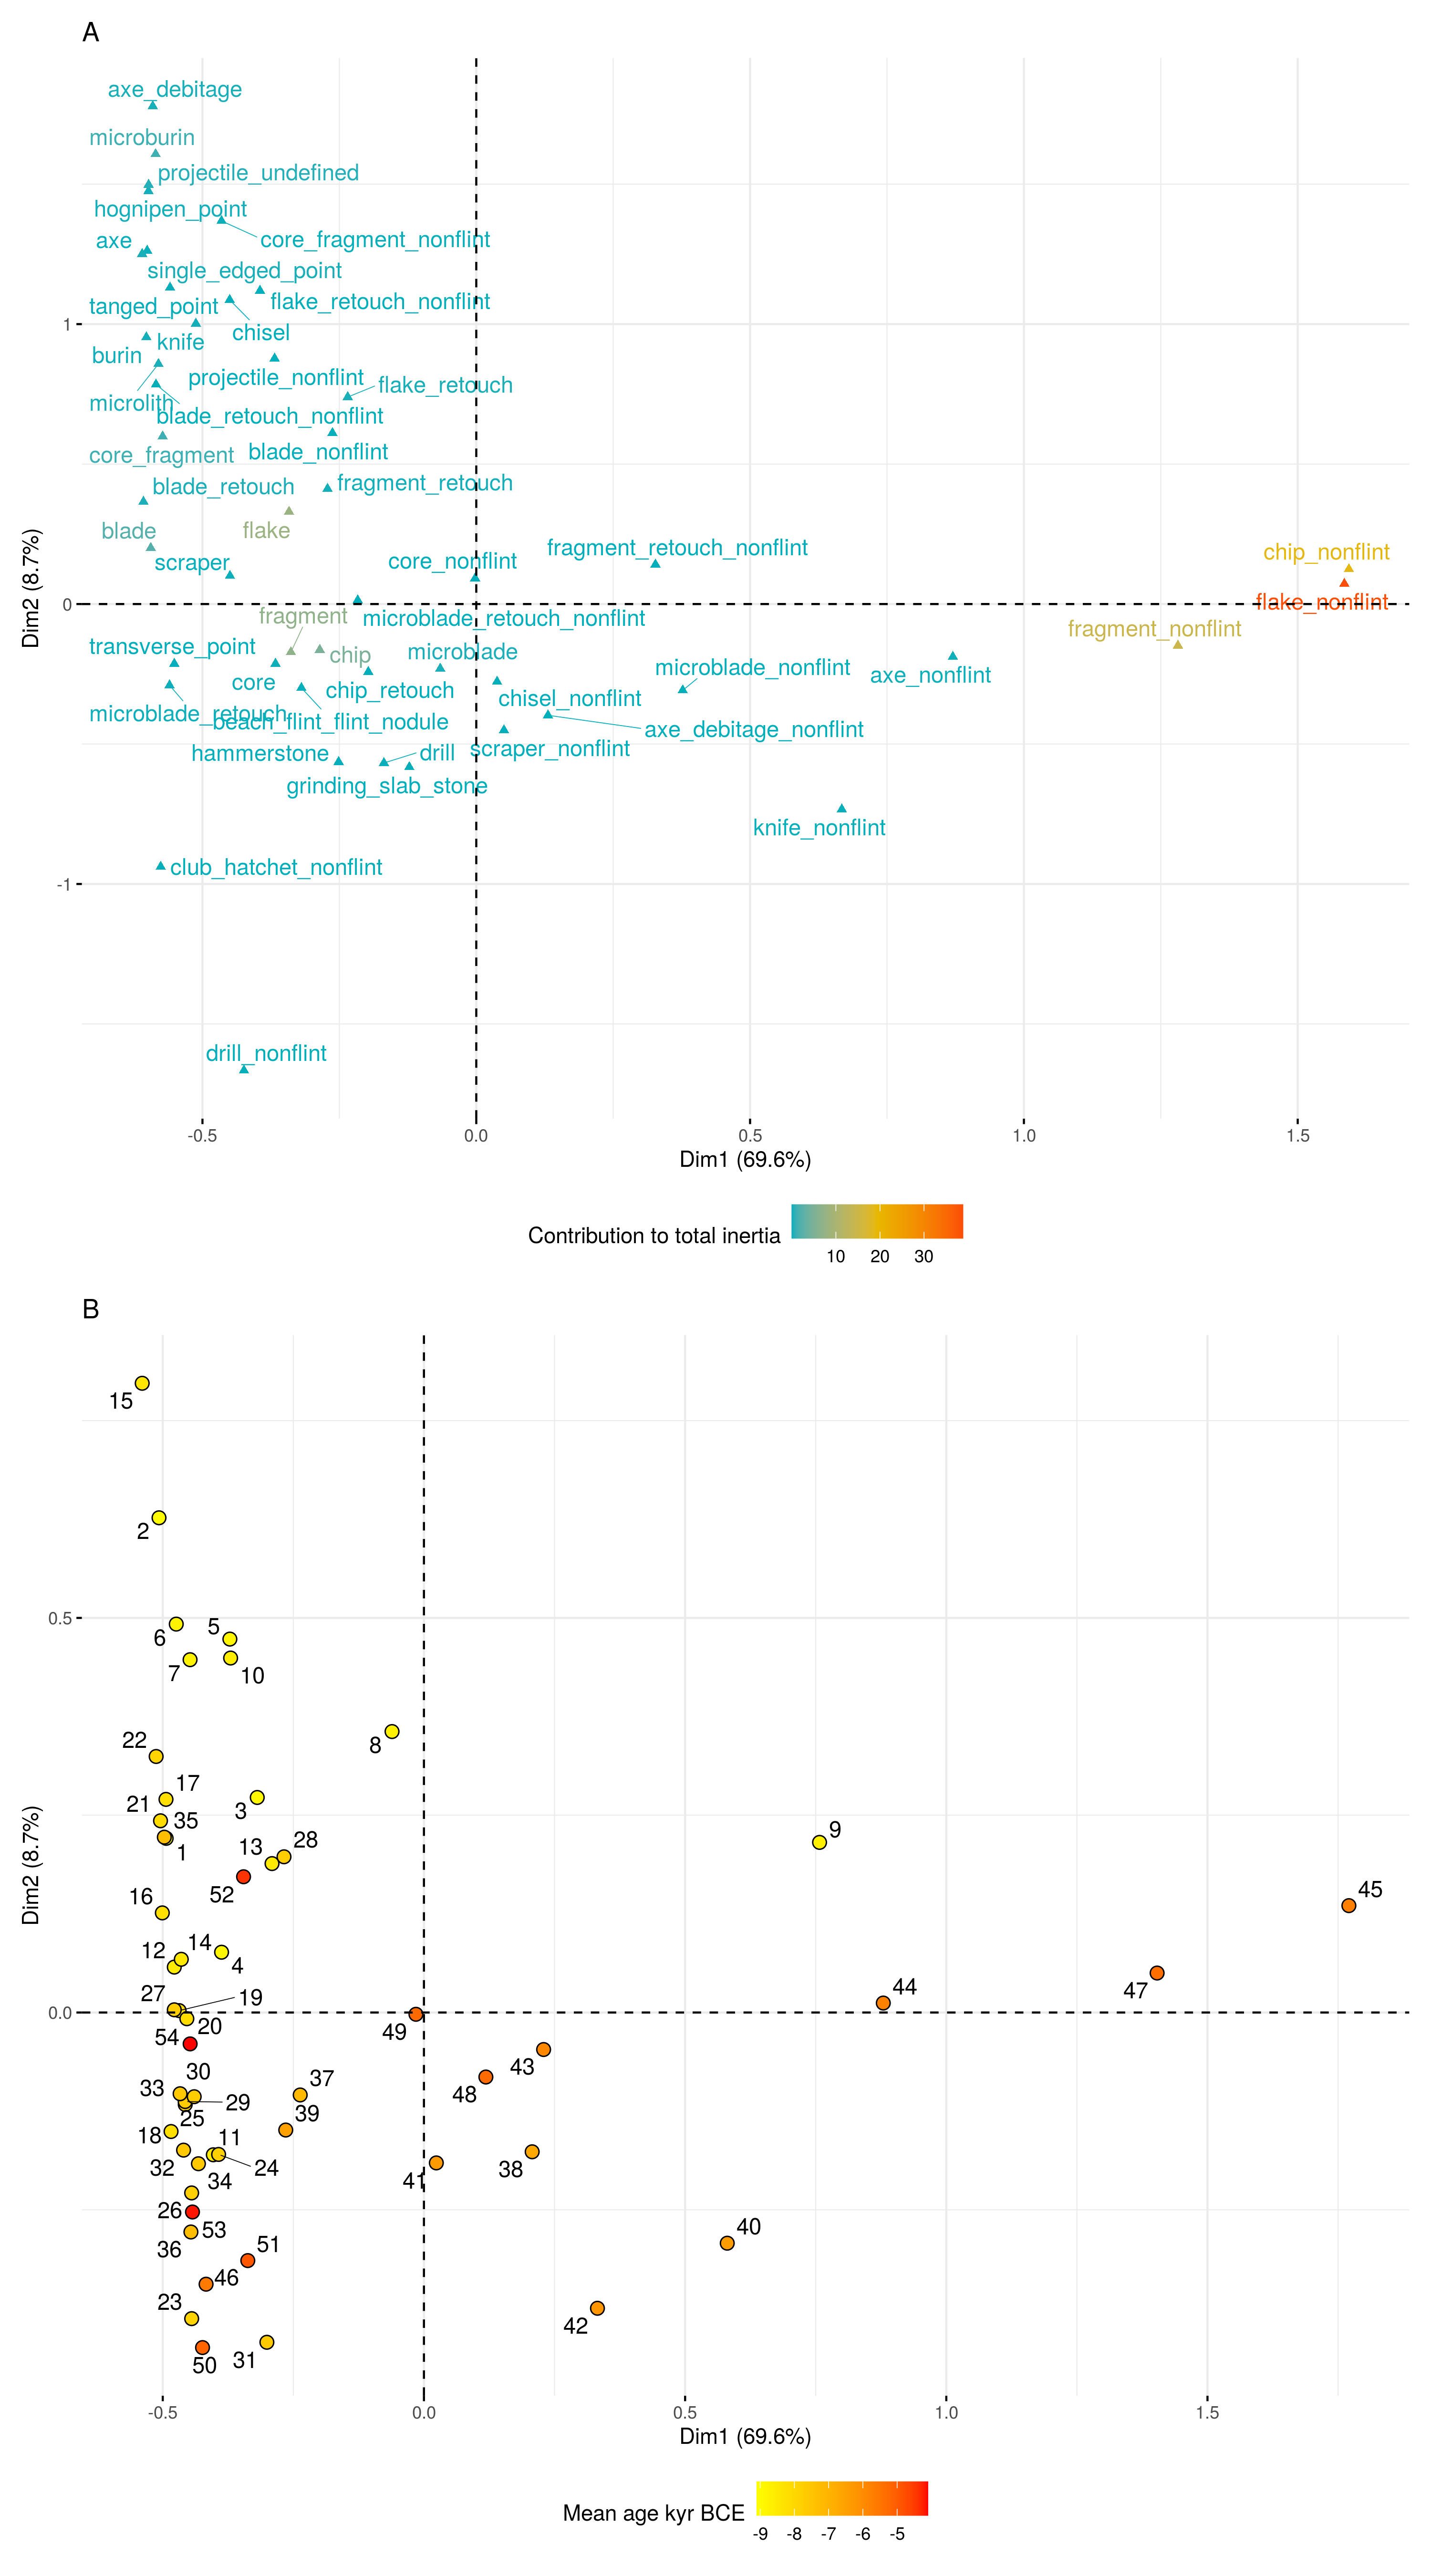 A
axe_debitage
microburin
projectile_undefined
hognipen_point
core_fragment_nonflint
axe
single_edged_point
tanged_point
flake_retouch_nonflint
chisel
knife
burin
projectile_nonflint
flake_retouch
microlith
blade_retouch_nonflint
core_fragment
blade_nonflint
blade_retouch
fragment_retouch
blade
flake
scraper
core_nonflint
fragment_retouch_nonflint
chip_nonflint
flake_nonflint
fragment
microblade_retouch_nonflint
fragment_nonflint
transverse_point
chip
microblade
microblade_nonflint
axe_nonflint
core
chip_retouch
chisel_nonflint
microblade_retouch
beach_flint_flint_nodule
axe_debitage_nonflint
hammerstone
drill
scraper_nonflint
grinding_slab_stone
knife_nonflint
club_hatchet_nonflint
drill_nonflint
1
0
-1
Dim2 (8.7%)
-0.5 0.0 0.5 1.0 1.5
Dim1 (69.6%)
Contribution to total inertia
10 20 30
B
15
2
6
5
7
10
8
22
17
21
3
35
1
13
28
9
52
16
45
12
14
4
47
44
27
19
20
54
49
43
30
33
29
37
48
25
39
18
11
32
24
34
41
38
26
53
36
51
40
46
23
42
50
31
0.5
0.0
Dim2 (8.7%)
-0.5 0.0 0.5 1.0 1.5
Dim1 (69.6%)
Mean age kyr BCE
-9 -8 -7 -6 -5